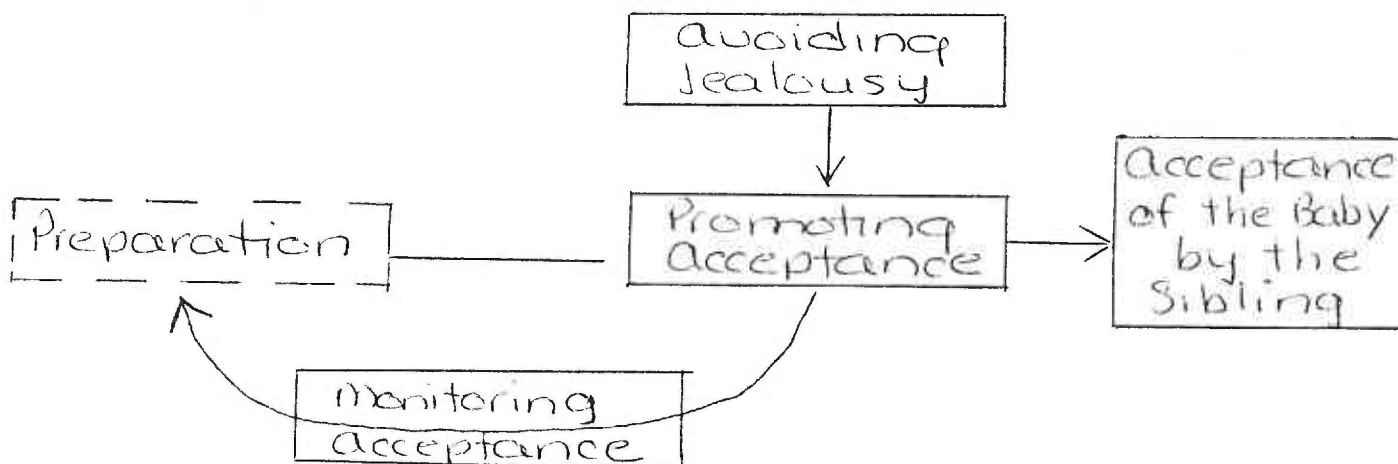 avoiding
Jealousy
Preparation
Promoting
Acceptance
Acceptance
of the Baby
by the
Sibling
monitoring
acceptance